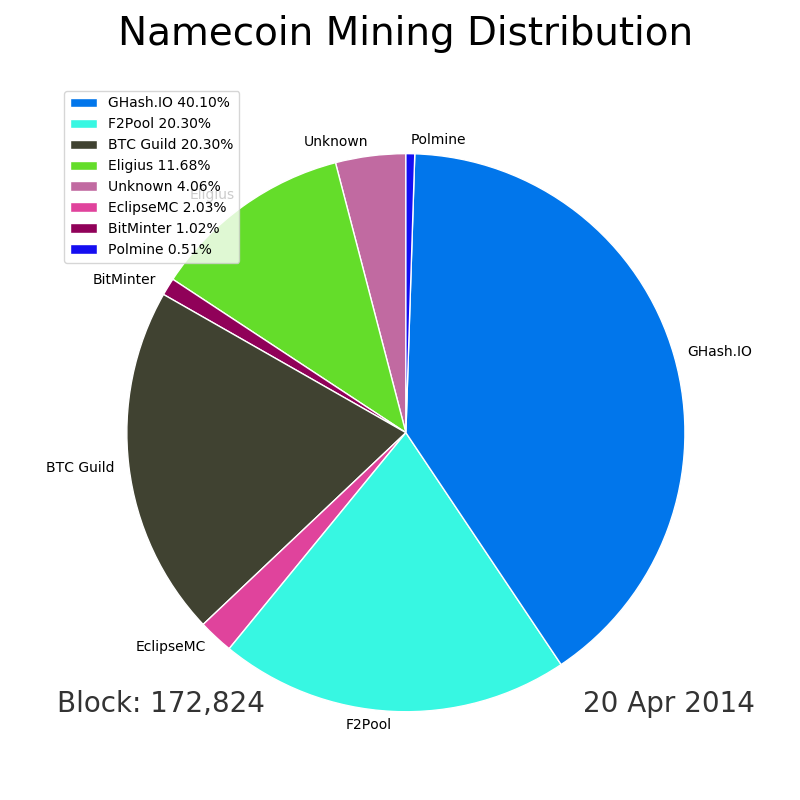 Namecoin Mining Distribution
GHash.IO 40.10%
F2Pool 20.30%
BTC Guild 20.30%
Eligius 11.68%
Unknown 4.06%
EclipseMC 2.03%
BitMinter 1.02%
Polmine 0.51%
Unknown
Polmine
Eligius
BitMinter
GHash.IO
BTC Guild
EclipseMC
F2Pool
Block: 172,824
20 Apr 2014